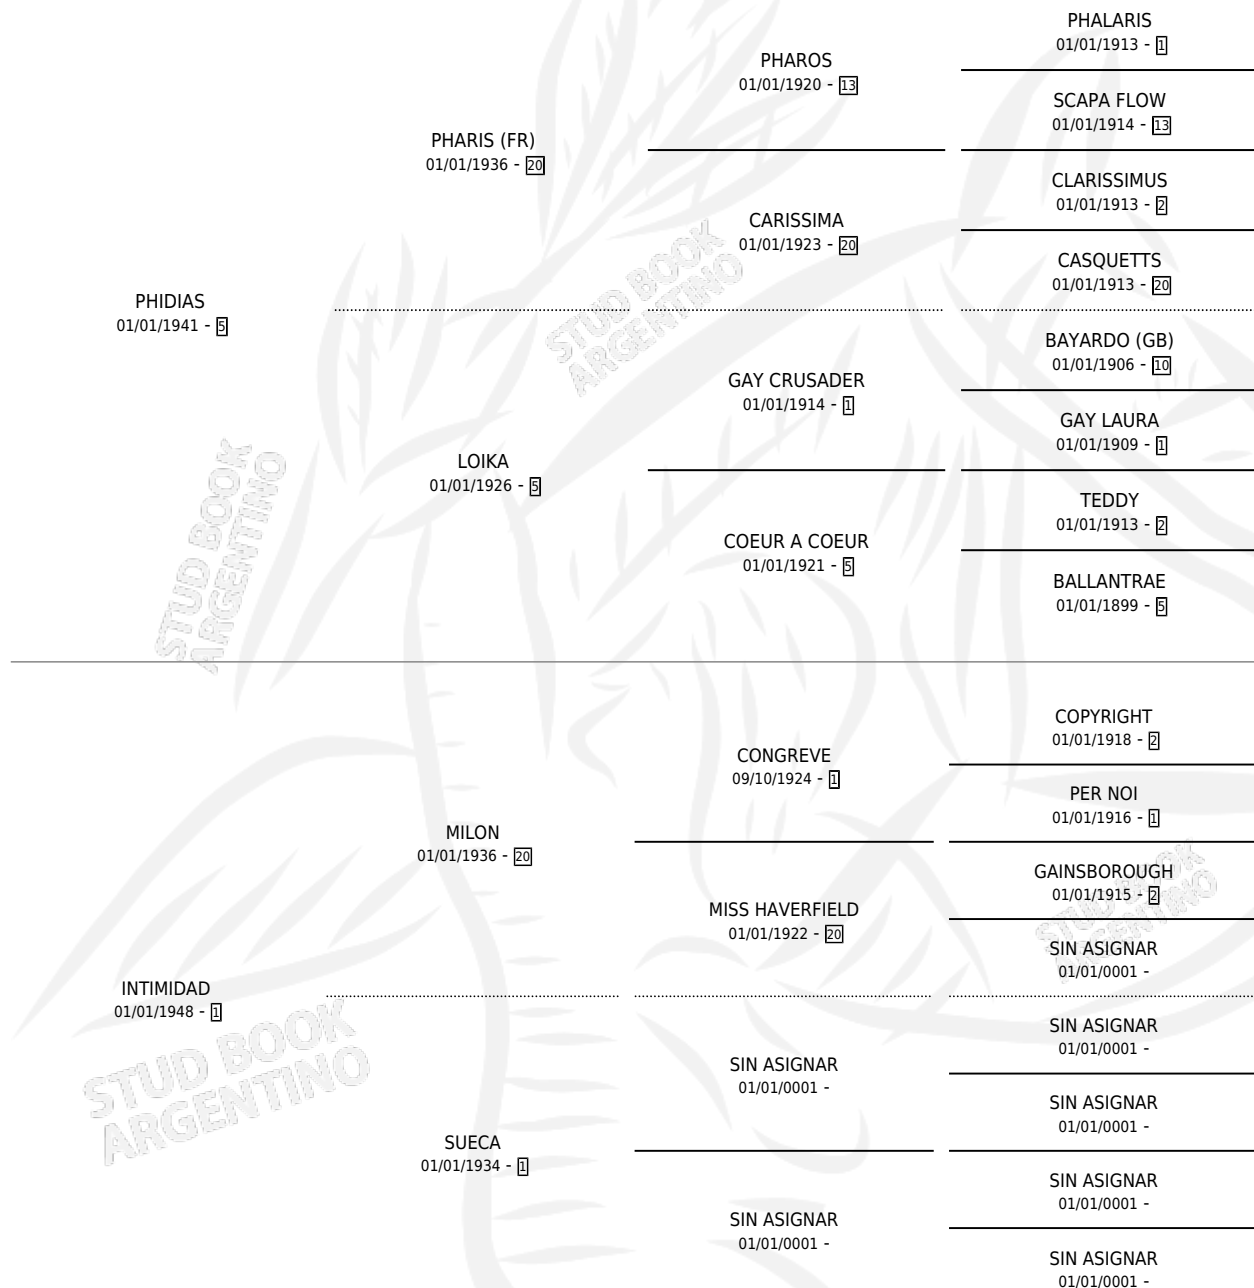 PHIDIAS
01/01/1941 - 5
PHARIS (FR)
01/01/1936 - 20
LOIKA
01/01/1926 - 5
PHAROS
01/01/1920 - 13
CARISSIMA
01/01/1923 - 20
GAY CRUSADER
01/01/1914 - 1
COEUR A COEUR
01/01/1921 - 5
PHALARIS
01/01/1913 - 1
SCAPA FLOW
01/01/1914 - 13
CLARISSIMUS
01/01/1913 - 2
CASQUETTS
01/01/1913 - 20
BAYARDO (GB)
01/01/1906 - 10
GAY LAURA
01/01/1909 - 1
TEDDY
01/01/1913 - 2
BALLANTRAE
01/01/1899 - 5
INTIMIDAD
01/01/1948 - 1
MILON
01/01/1936 - 20
SUECA
01/01/1934 - 1
CONGREVE
09/10/1924 - 1
MISS HAVERFIELD
01/01/1922 - 20
SIN ASIGNAR
01/01/0001 -
SIN ASIGNAR
01/01/0001 -
COPYRIGHT
01/01/1918 - 2
PER NOI
01/01/1916 - 1
GAINSBOROUGH
01/01/1915 - 2
SIN ASIGNAR
01/01/0001 -
SIN ASIGNAR
01/01/0001 -
SIN ASIGNAR
01/01/0001 -
SIN ASIGNAR
01/01/0001 -
SIN ASIGNAR
01/01/0001 -
STUD BOOK
ARGENTINO
STUD BOOK
ARGENTINO
STUD BOOK
ARGENTINO
STUD BOOK
ARGENTINO